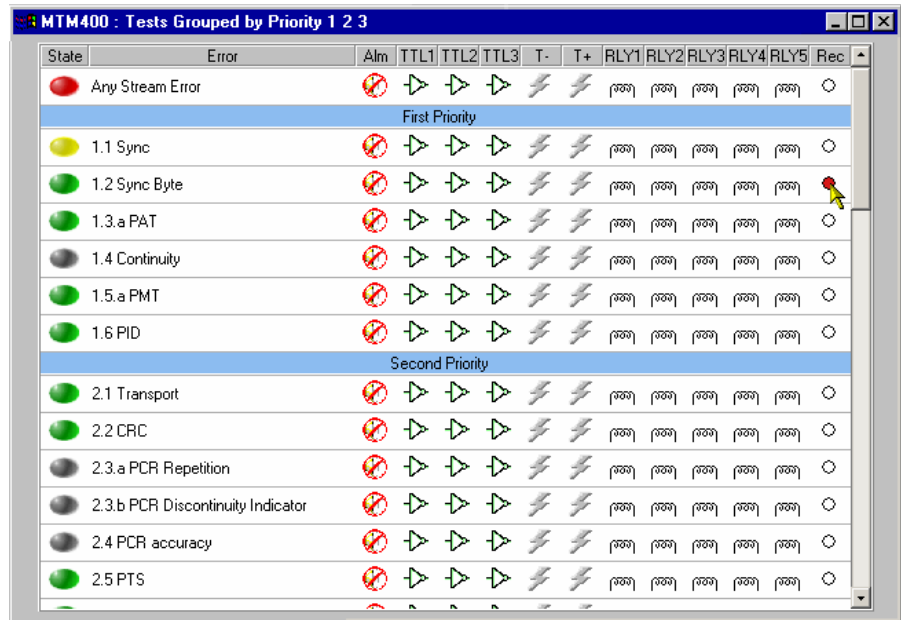 MTM400 : Tests Grouped by Priority 1 2 3
State Error Alm TTL1 TTL2 TTL3 T- T+ RLY1 RLY2 RLY3 RLY4 RLY5 Rec
Any Stream Error
First Priority
1.1 Sync
1.2 Sync Byte
1.3.a PAT
1.4 Continuity
1.5.a PMT
1.6 PID
Second Priority
2.1 Transport
2.2 CRC
2.3.a PCR Repetition
2.3.b PCR Discontinuity Indicator
2.4 PCR accuracy
2.5 PTS